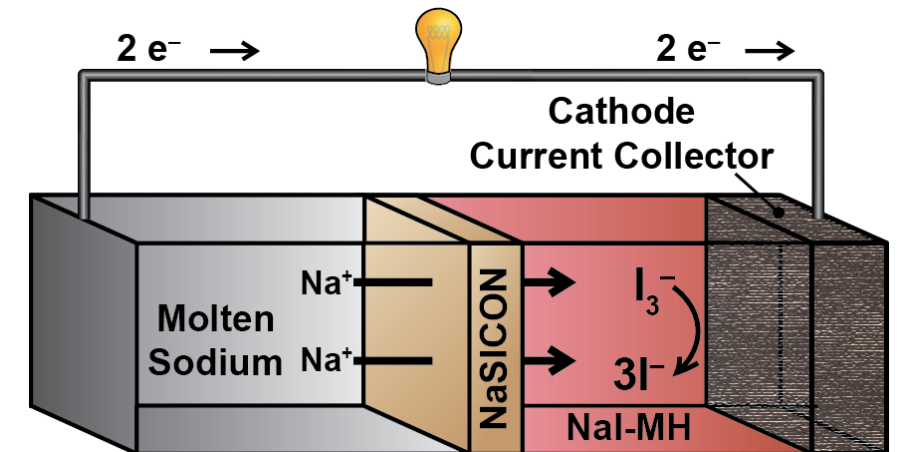 2 e⁻ → 2 e⁻ →
Cathode
Current Collector
Na⁺
Molten
Sodium
Na⁺
NaSICON
I₃⁻
3I⁻
NaI-MH